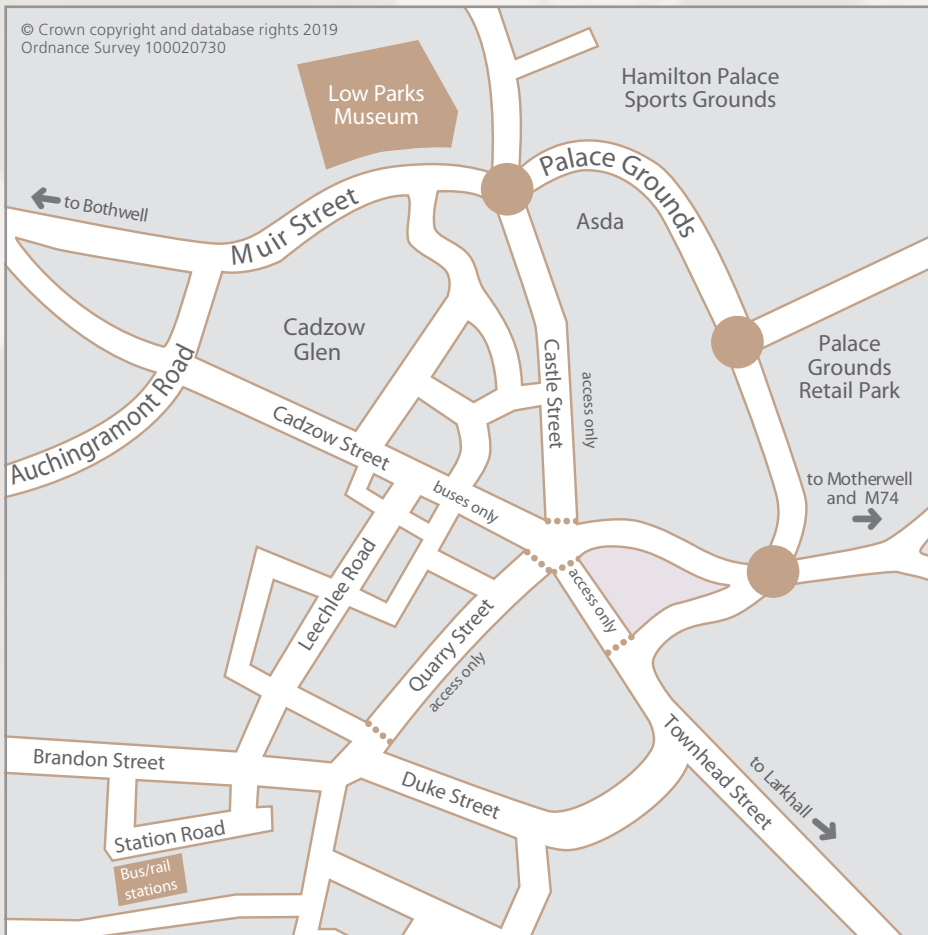 © Crown copyright and database rights 2019
Ordnance Survey 100020730
Low Parks
Museum
Hamilton Palace
Sports Grounds
Palace Grounds
to Bothwell
Muir Street
Asda
Cadzow
Glen
Castle Street
access only
Palace
Grounds
Retail Park
Auchingramont Road
Cadzow Street
buses only
to Motherwell
and M74
Leechlee Road
access only
Quarry Street
access only
Brandon Street
Duke Street
Townhead Street
to Larkhall
Station Road
Bus/rail
stations